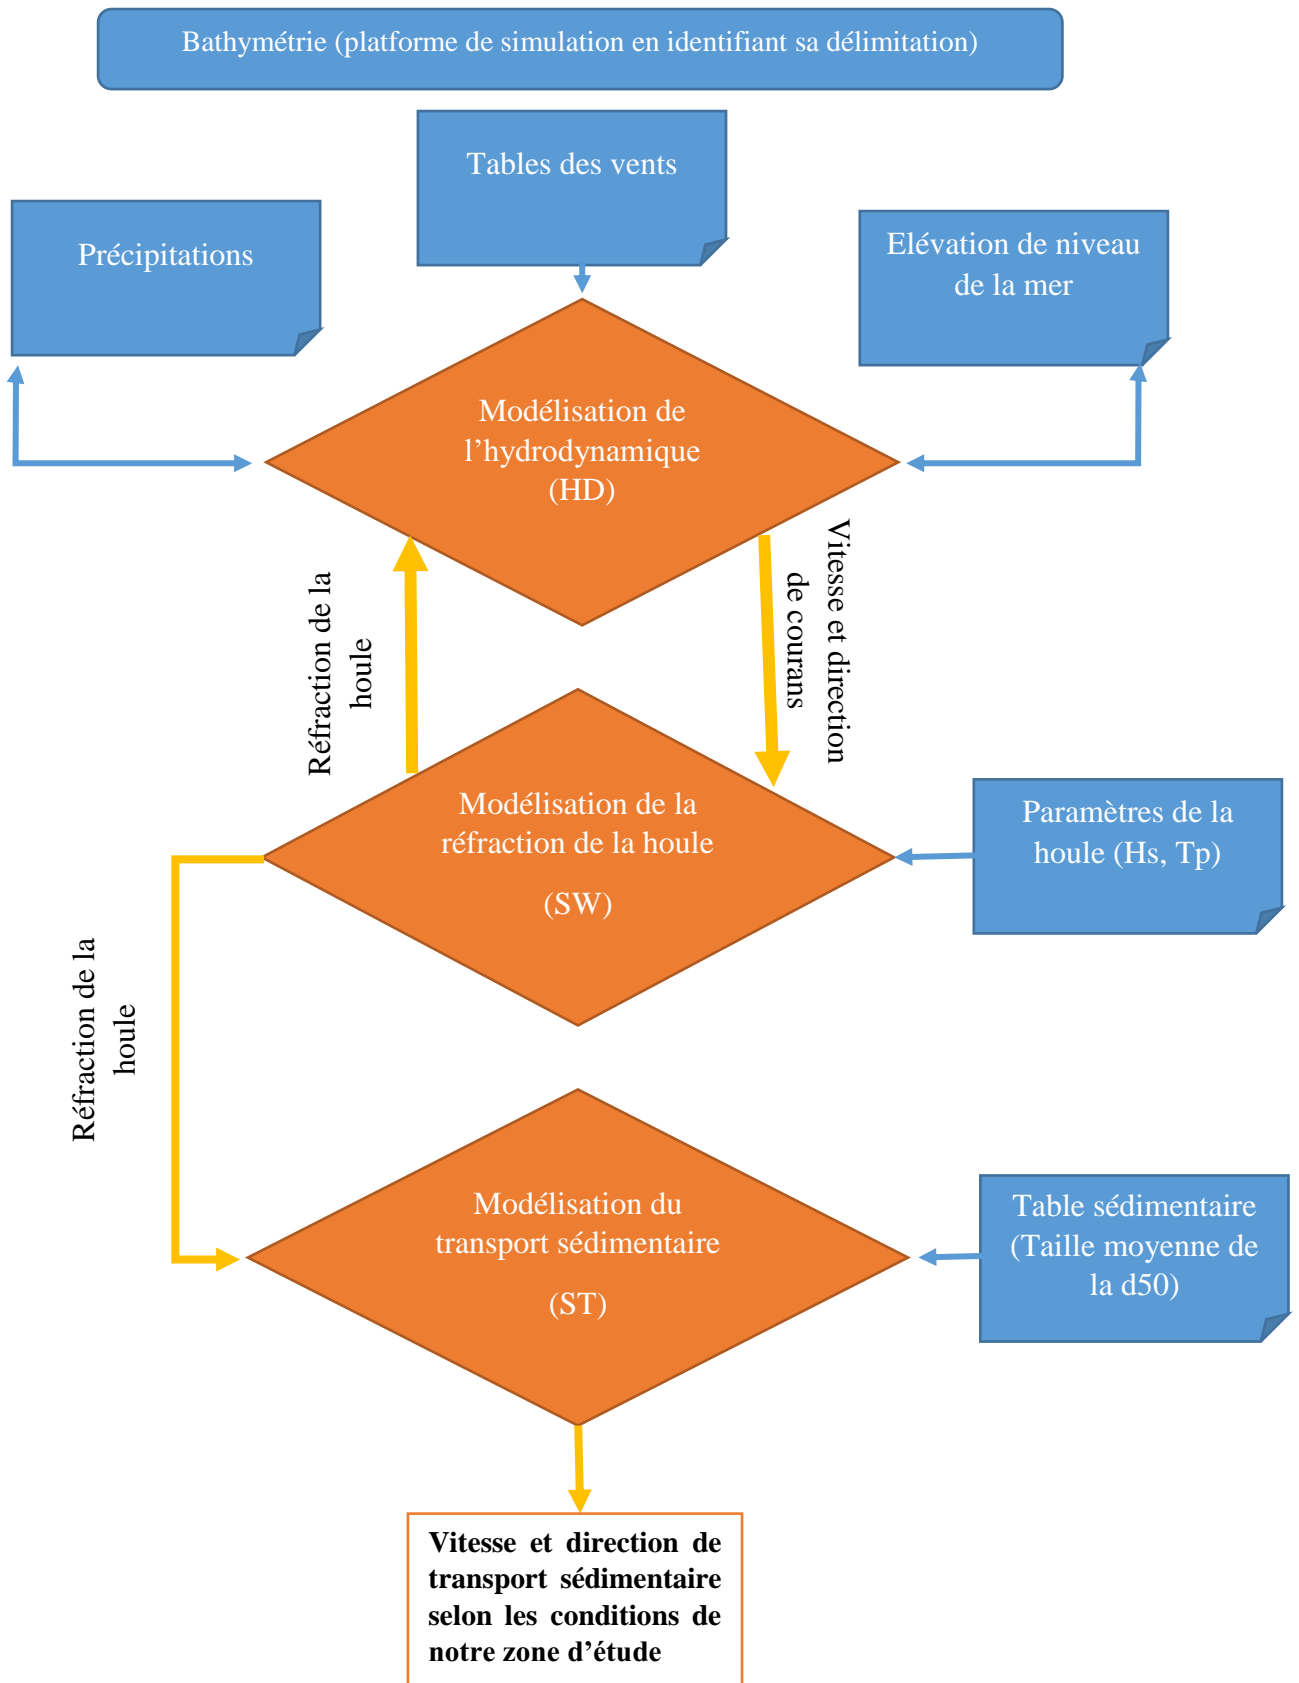 Bathymétrie (platforme de simulation en identifiant sa délimitation)
Tables des vents
Précipitations
Elévation de niveau
de la mer
Modélisation de
l’hydrodynamique
(HD)
Réfraction de la
houle
Vitesse et direction
de courans
Modélisation de la
réfraction de la houle
(SW)
Paramètres de la
houle (Hs, Tp)
Réfraction de la
houle
Modélisation du
transport sédimentaire
(ST)
Table sédimentaire
(Taille moyenne de
la d50)
Vitesse et direction de
transport sédimentaire
selon les conditions de
notre zone d’étude